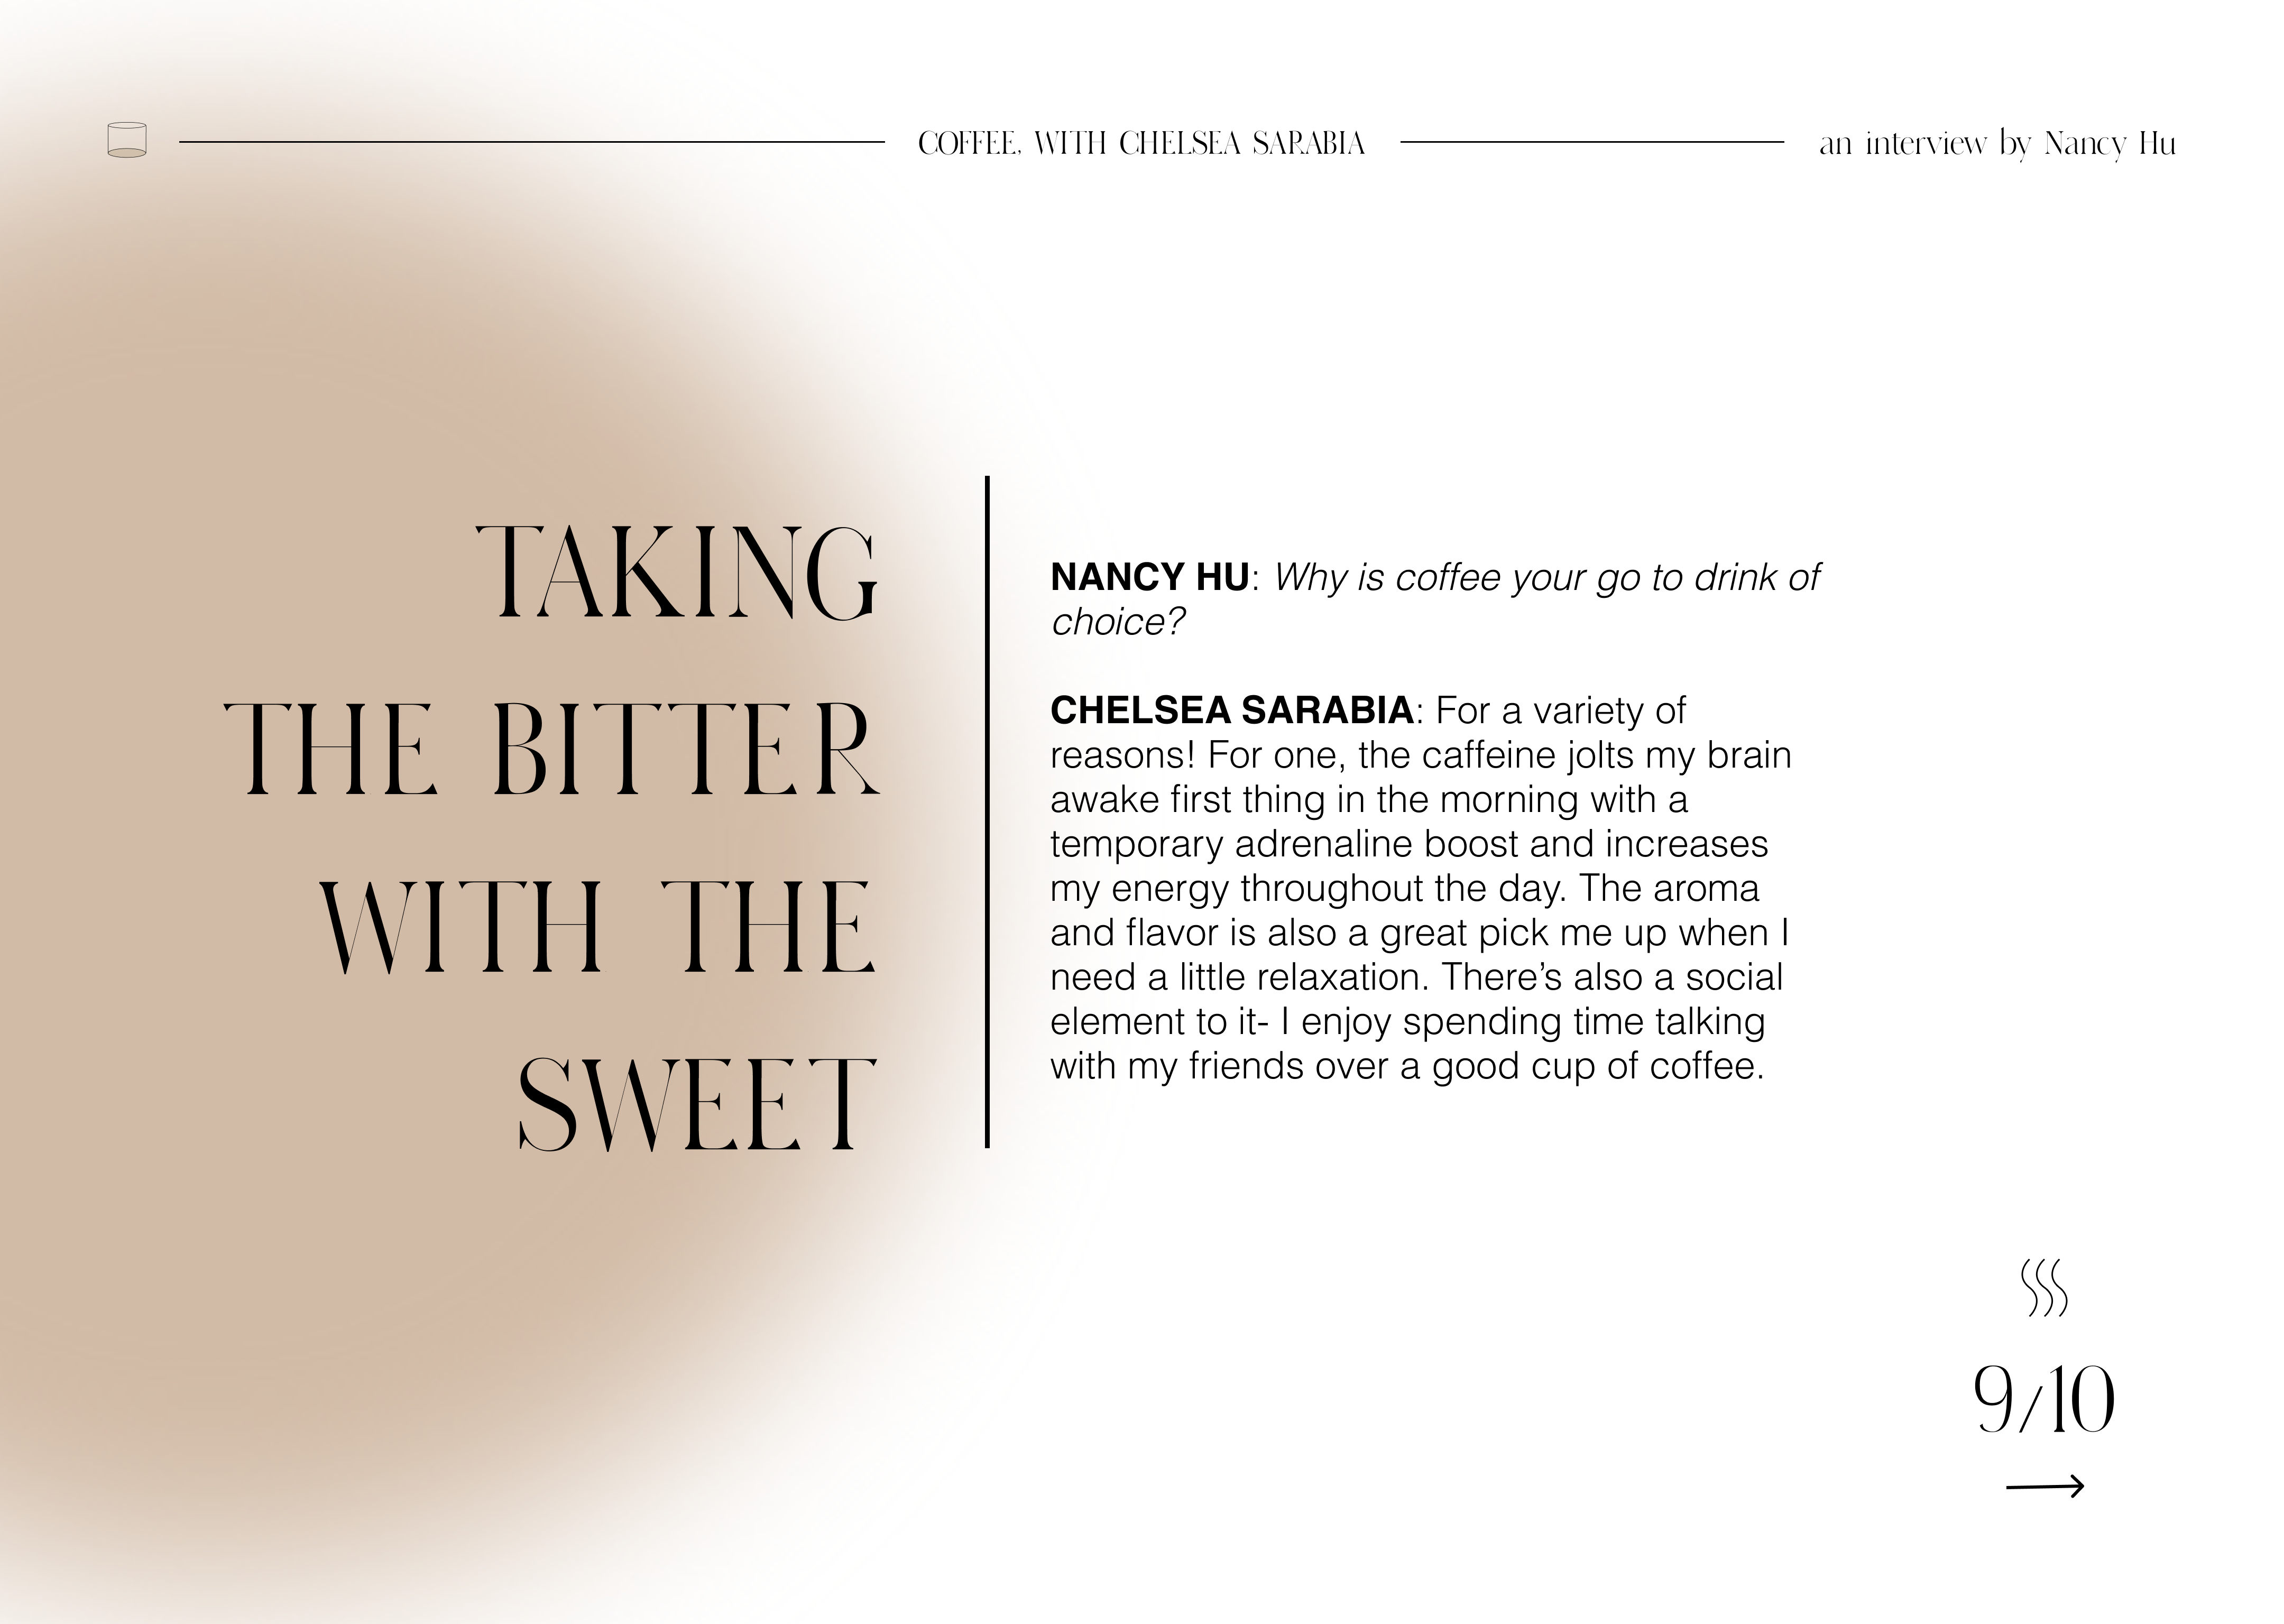 COFFEE, WITH CHELSEA SARABIA
an interview by Nancy Hu
TAKING
THE BITTER
WITH THE
SWEET
NANCY HU: Why is coffee your go to drink of
choice?
CHELSEA SARABIA: For a variety of
reasons! For one, the caffeine jolts my brain
awake first thing in the morning with a
temporary adrenaline boost and increases
my energy throughout the day. The aroma
and flavor is also a great pick me up when I
need a little relaxation. There’s also a social
element to it- I enjoy spending time talking
with my friends over a good cup of coffee.
9/10